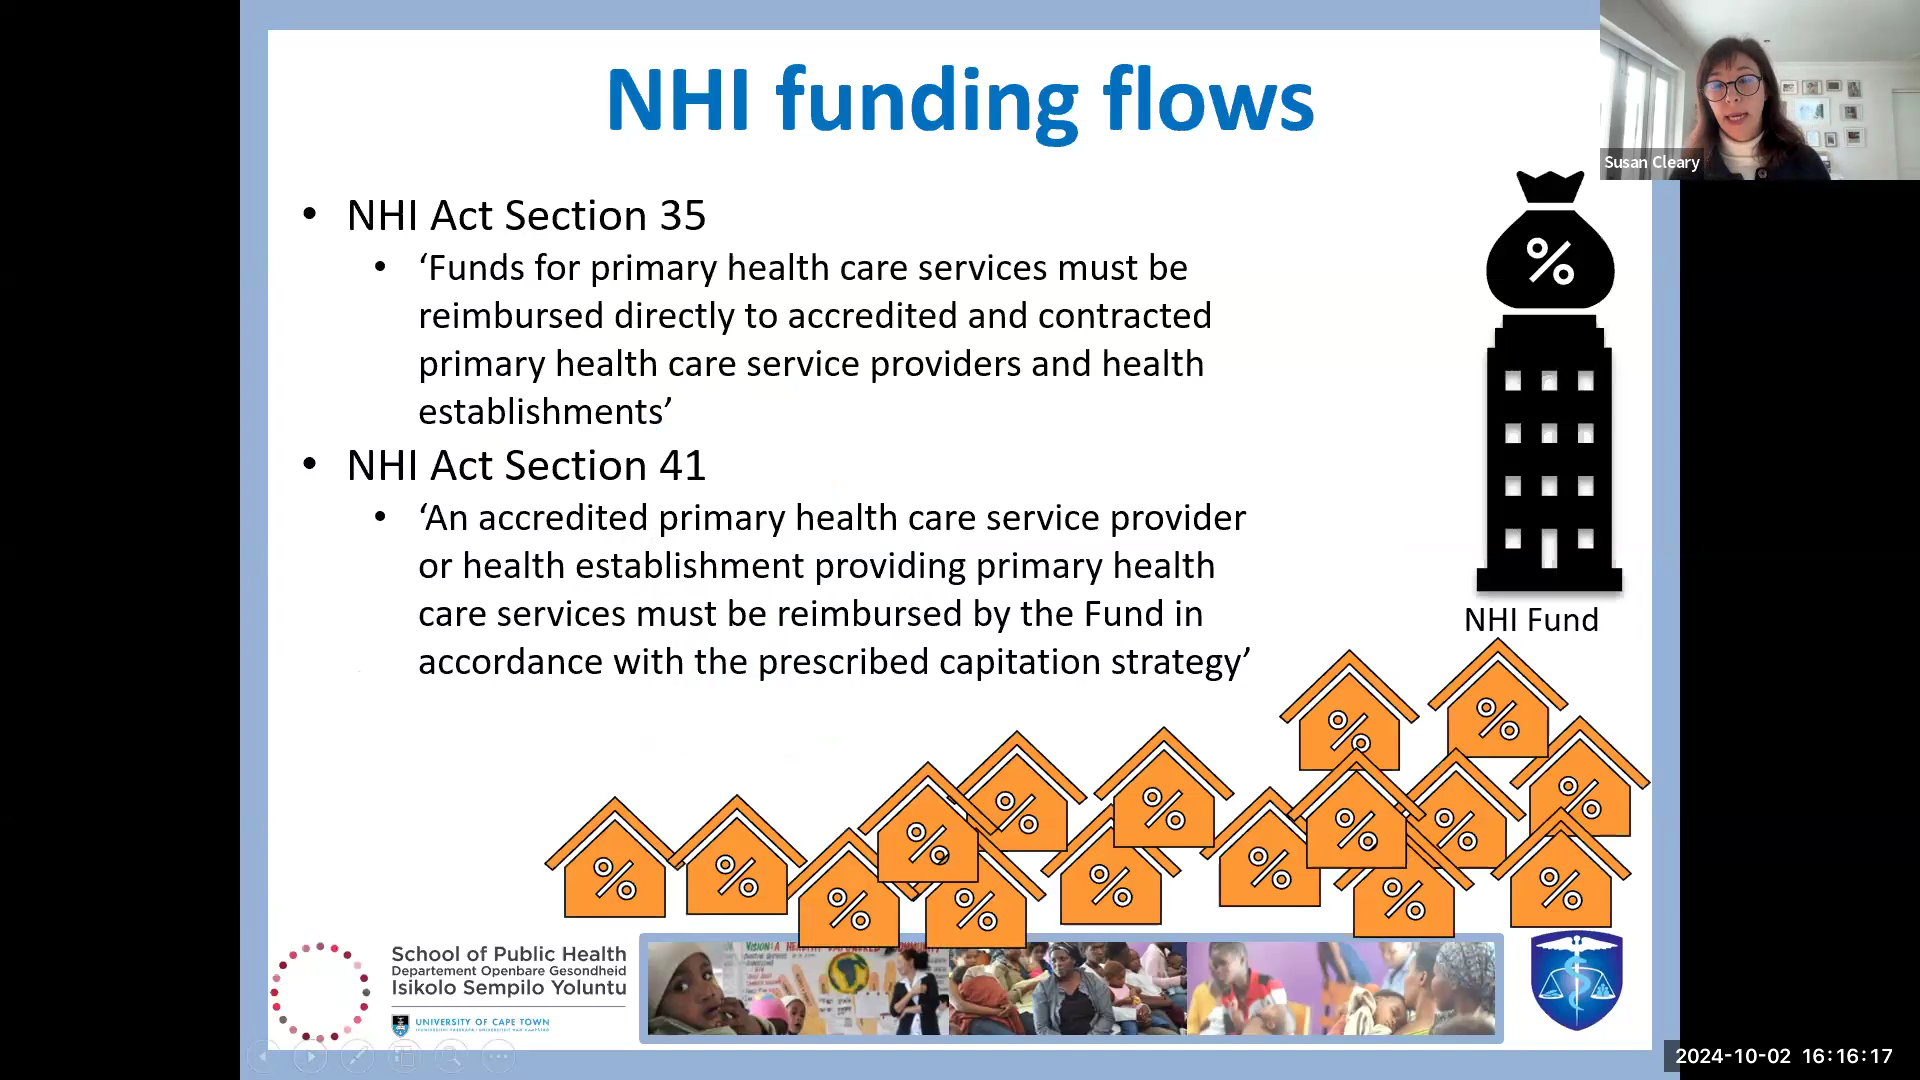 NHI funding flows
Susan Cleary
• NHI Act Section 35
• ‘Funds for primary health care services must be
reimbursed directly to accredited and contracted
primary health care service providers and health
establishments’
• NHI Act Section 41
• ‘An accredited primary health care service provider
or health establishment providing primary health
care services must be reimbursed by the Fund in
accordance with the prescribed capitation strategy’
%
NHI Fund
% % % % % % % % % % % % % % % %
School of Public Health
Departement Openbare Gesondheid
Isikolo Sempilo Yoluntu
UNIVERSITY OF CAPE TOWN
2024-10-02 16:16:17